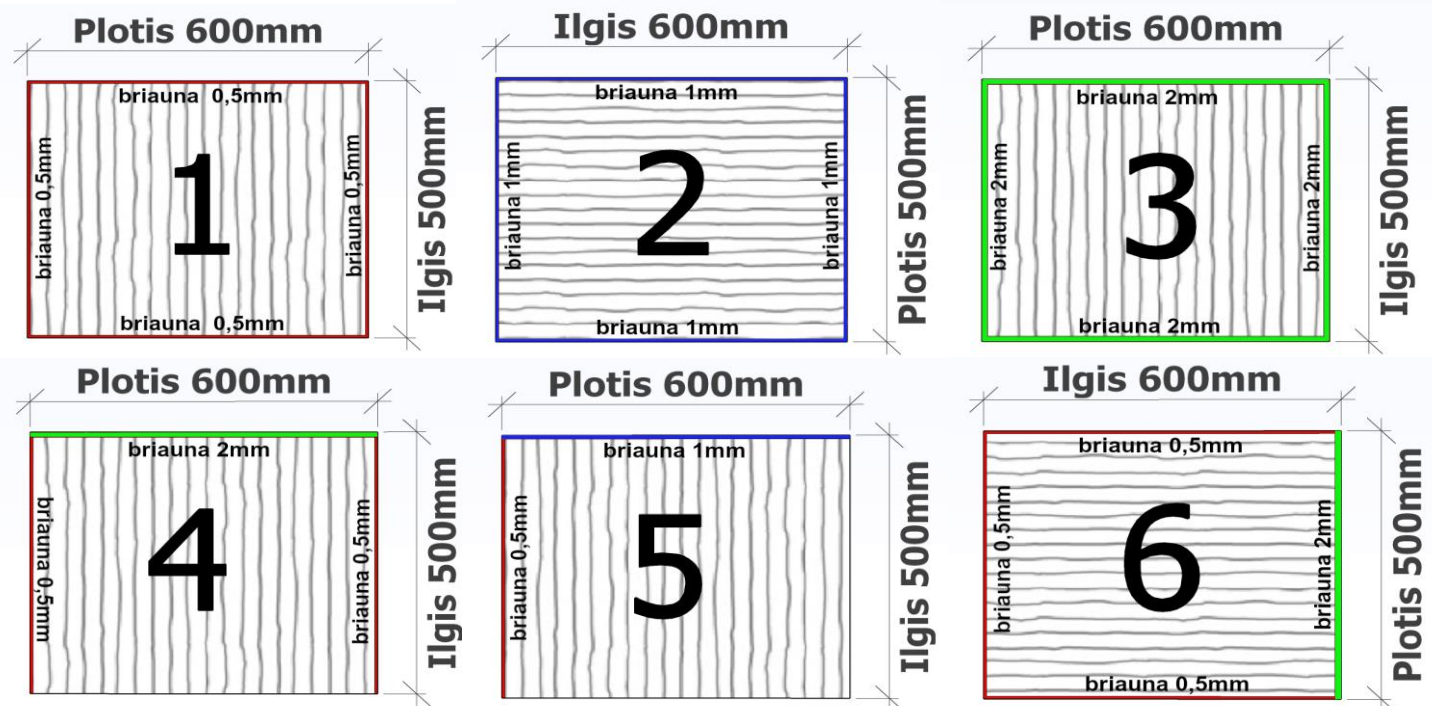 Plotis 600mm
briauna 0,5mm
briauna 0,5mm
1
briauna 0,5mm
briauna 0,5mm
Ilgis 500mm
Ilgis 600mm
briauna 1mm
briauna 1mm
2
briauna 1mm
briauna 1mm
Plotis 500mm
Plotis 600mm
briauna 2mm
briauna 2mm
3
briauna 2mm
briauna 2mm
Ilgis 500mm
Plotis 600mm
briauna 2mm
briauna 0,5mm
4
briauna 0,5mm
Ilgis 500mm
Plotis 600mm
briauna 1mm
briauna 0,5mm
5
Ilgis 500mm
Ilgis 600mm
briauna 0,5mm
briauna 0,5mm
6
briauna 2mm
briauna 0,5mm
Plotis 500mm